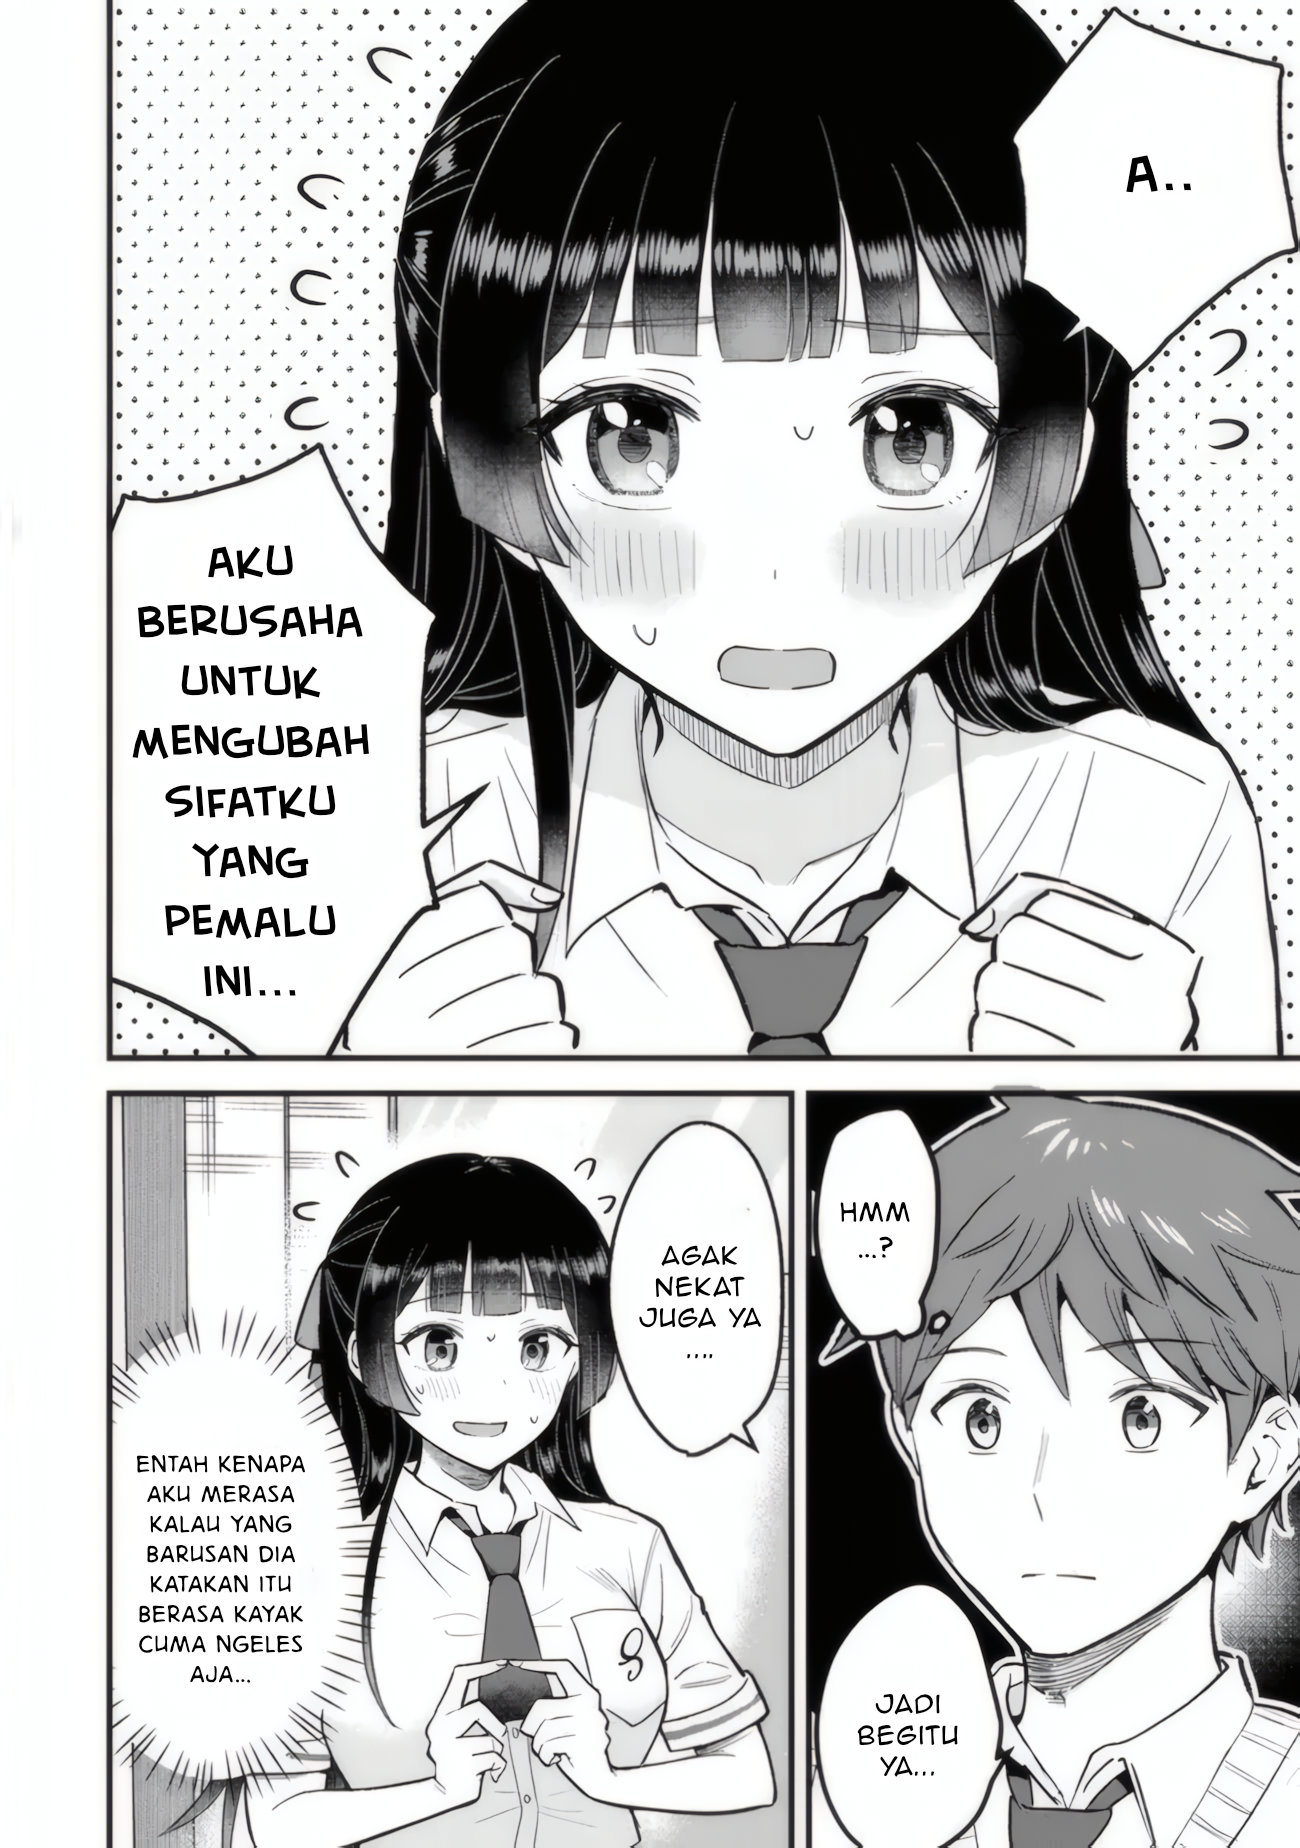 A..
AKU
BERUSAHA
UNTUK
MENGUBAH
SIFATKU
YANG
PEMALU
INI...
HMM
...?
JADI
BEGITU
YA...
AGAK
NEKAT
JUGA YA
....
ENTAH KENAPA
AKU MERASA
KALAU YANG
BARUSAN DIA
KATAKAN ITU
BERASA KAYAK
CUMA NGELES
AJA...